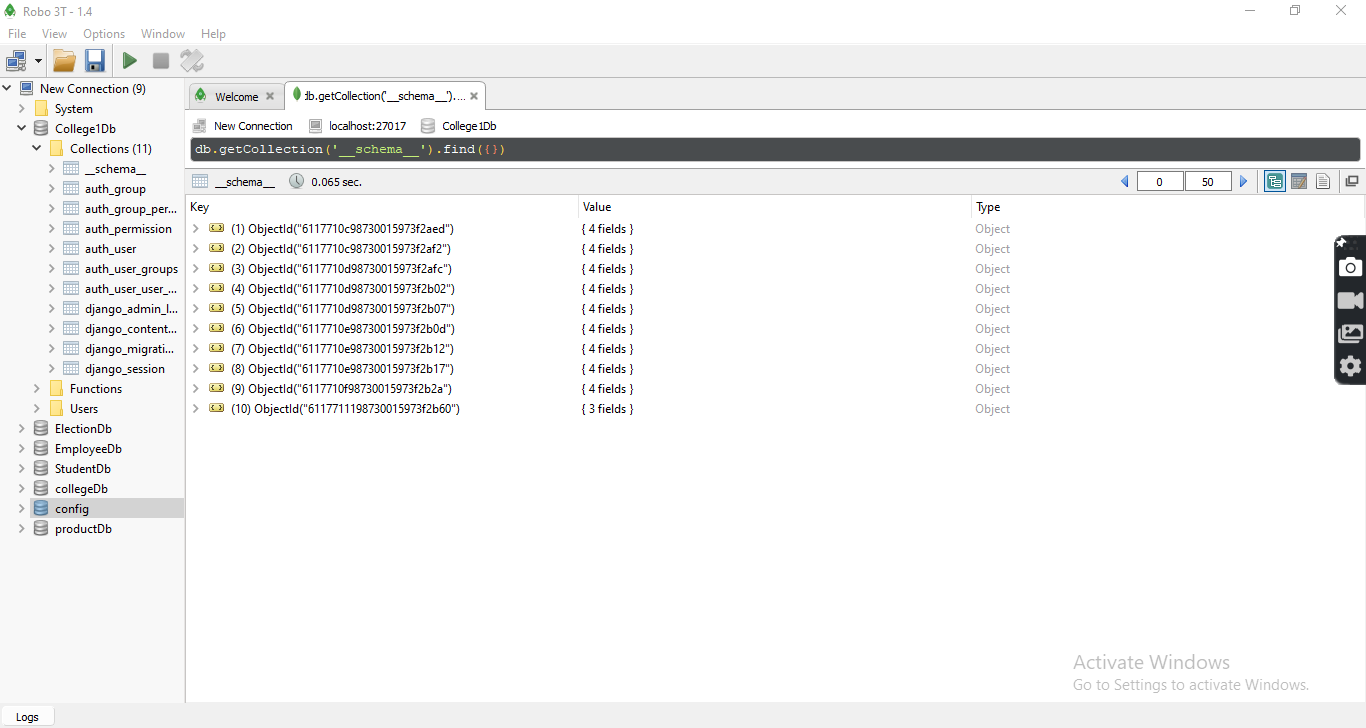 Robo 3T - 1.4
File View Options Window Help
New Connection (9)
System
College1Db
Collections (11)
__schema__
auth_group
auth_group_per...
auth_permission
auth_user
auth_user_groups
auth_user_user_...
django_admin_l...
django_content...
django_migrati...
django_session
Functions
Users
ElectionDb
EmployeeDb
StudentDb
collegeDb
config
productDb
Welcome db.getCollection('__schema__')....
New Connection localhost:27017 College1Db
db.getCollection('__schema__').find({})
__schema__ 0.065 sec. 0 50
Key Value Type
(1) ObjectId("6117710c98730015973f2aed") { 4 fields } Object
(2) ObjectId("6117710c98730015973f2af2") { 4 fields } Object
(3) ObjectId("6117710d98730015973f2afc") { 4 fields } Object
(4) ObjectId("6117710d98730015973f2b02") { 4 fields } Object
(5) ObjectId("6117710d98730015973f2b07") { 4 fields } Object
(6) ObjectId("6117710e98730015973f2b0d") { 4 fields } Object
(7) ObjectId("6117710e98730015973f2b12") { 4 fields } Object
(8) ObjectId("6117710e98730015973f2b17") { 4 fields } Object
(9) ObjectId("6117710f98730015973f2b2a") { 4 fields } Object
(10) ObjectId("6117711198730015973f2b60") { 3 fields } Object
Activate Windows
Go to Settings to activate Windows.
Logs